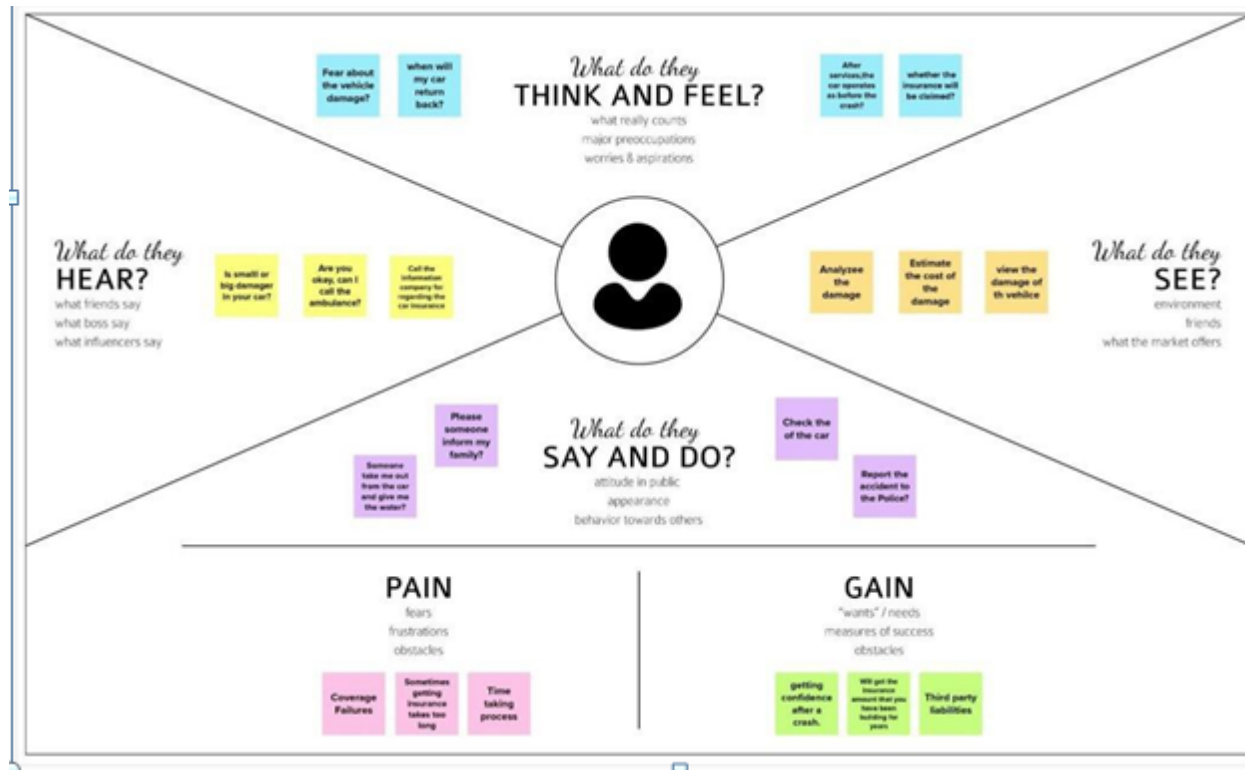 What do they
THINK AND FEEL?
what really counts
major preoccupations
worries & aspirations
Fear about
the vehicle
damage?
when will
my car
return
back?
After
services,the
car operates
as before the
crash?
whether the
insurance will
be claimed?
What do they
HEAR?
what friends say
what boss say
what influencers say
Is smalll or
big damager
in your car?
Are you
okay, can I
call the
ambulance?
Call the
information
company for
regarding the
car insurance
Analyzee
the
damage
Estimate
the cost of
the
damage
view the
damage of
th vehilce
What do they
SEE?
environment
friends
what the market offers
Please
someone
inform my
family?
Someone
take me out
from the car
and give me
the water?
What do they
SAY AND DO?
attitude in public
appearance
behavior towards others
Check the
of the car
Report the
accident to
the Police?
PAIN
fears
frustrations
obstacles
Coverage
Failures
Sometimes
getting
insurance
takes too
long
Time
taking
process
GAIN
"wants" / needs
measures of success
obstacles
getting
confidence
after a
crash.
Will get the
insurance
amount that you
have been
building for
years
Third party
liabilities